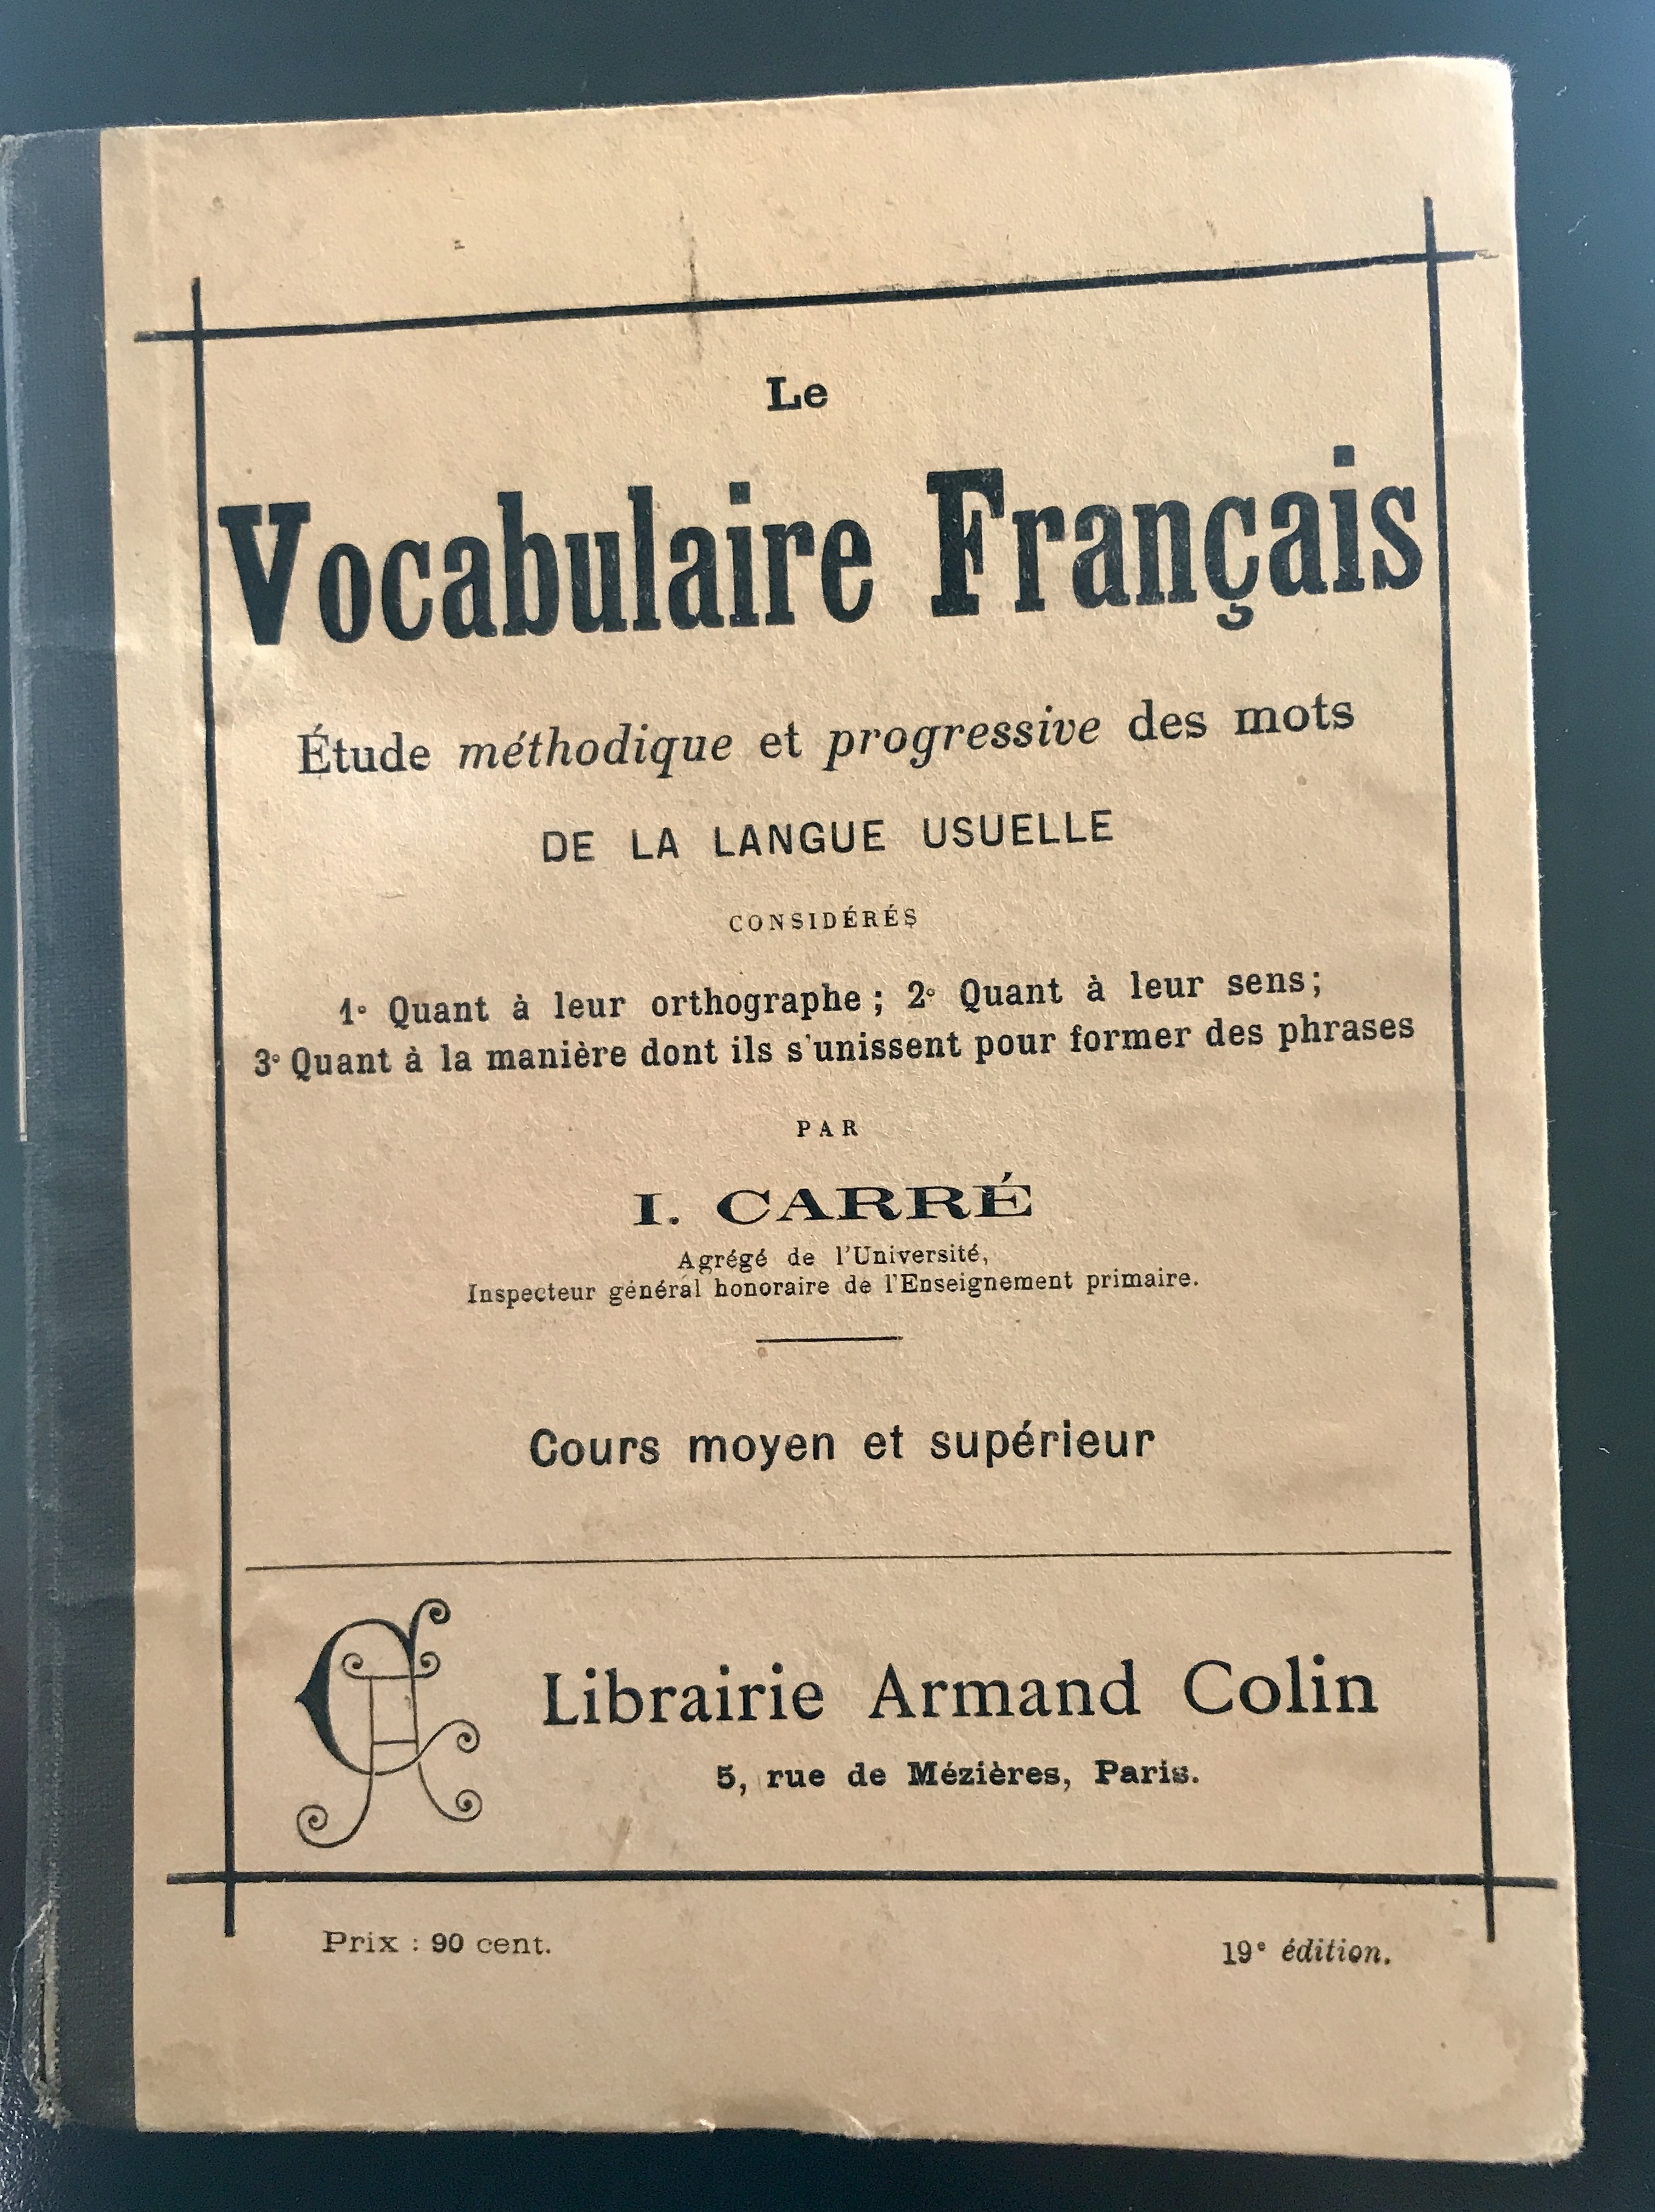 Le
Vocabulaire Français
Étude méthodique et progressive des mots
DE LA LANGUE USUELLE
CONSIDÉRÉS
1° Quant à leur orthographe ; 2° Quant à leur sens ;
3° Quant à la manière dont ils s'unissent pour former des phrases
PAR
I. CARRÉ
Agrégé de l'Université,
Inspecteur général honoraire de l'Enseignement primaire.
Cours moyen et supérieur
CA
Librairie Armand Colin
5, rue de Mézières, Paris.
Prix : 90 cent.
19e édition.